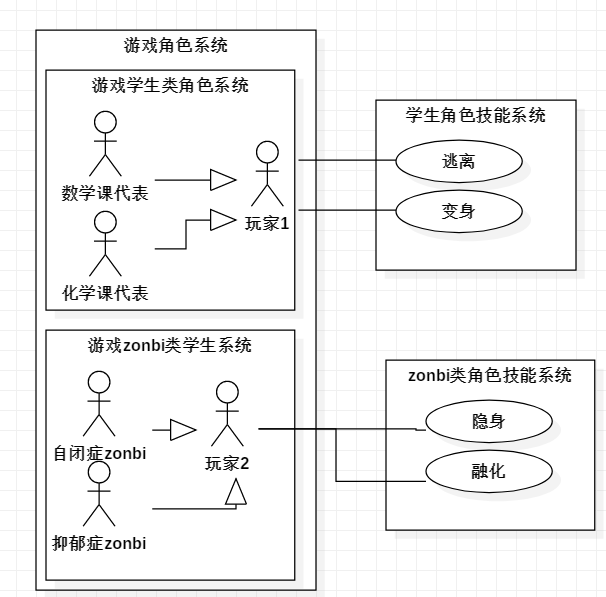 游戏角色系统
游戏学生类角色系统
数学课代表
玩家1
化学课代表
学生角色技能系统
逃离
变身
游戏zonbi类学生系统
自闭症zonbi
玩家2
抑郁症zonbi
zonbi类角色技能系统
隐身
融化